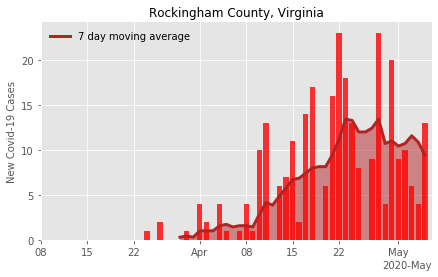 Rockingham County, Virginia
7 day moving average
New Covid-19 Cases
20
15
10
5
0
08 15 22 Apr 08 15 22 May
2020-May